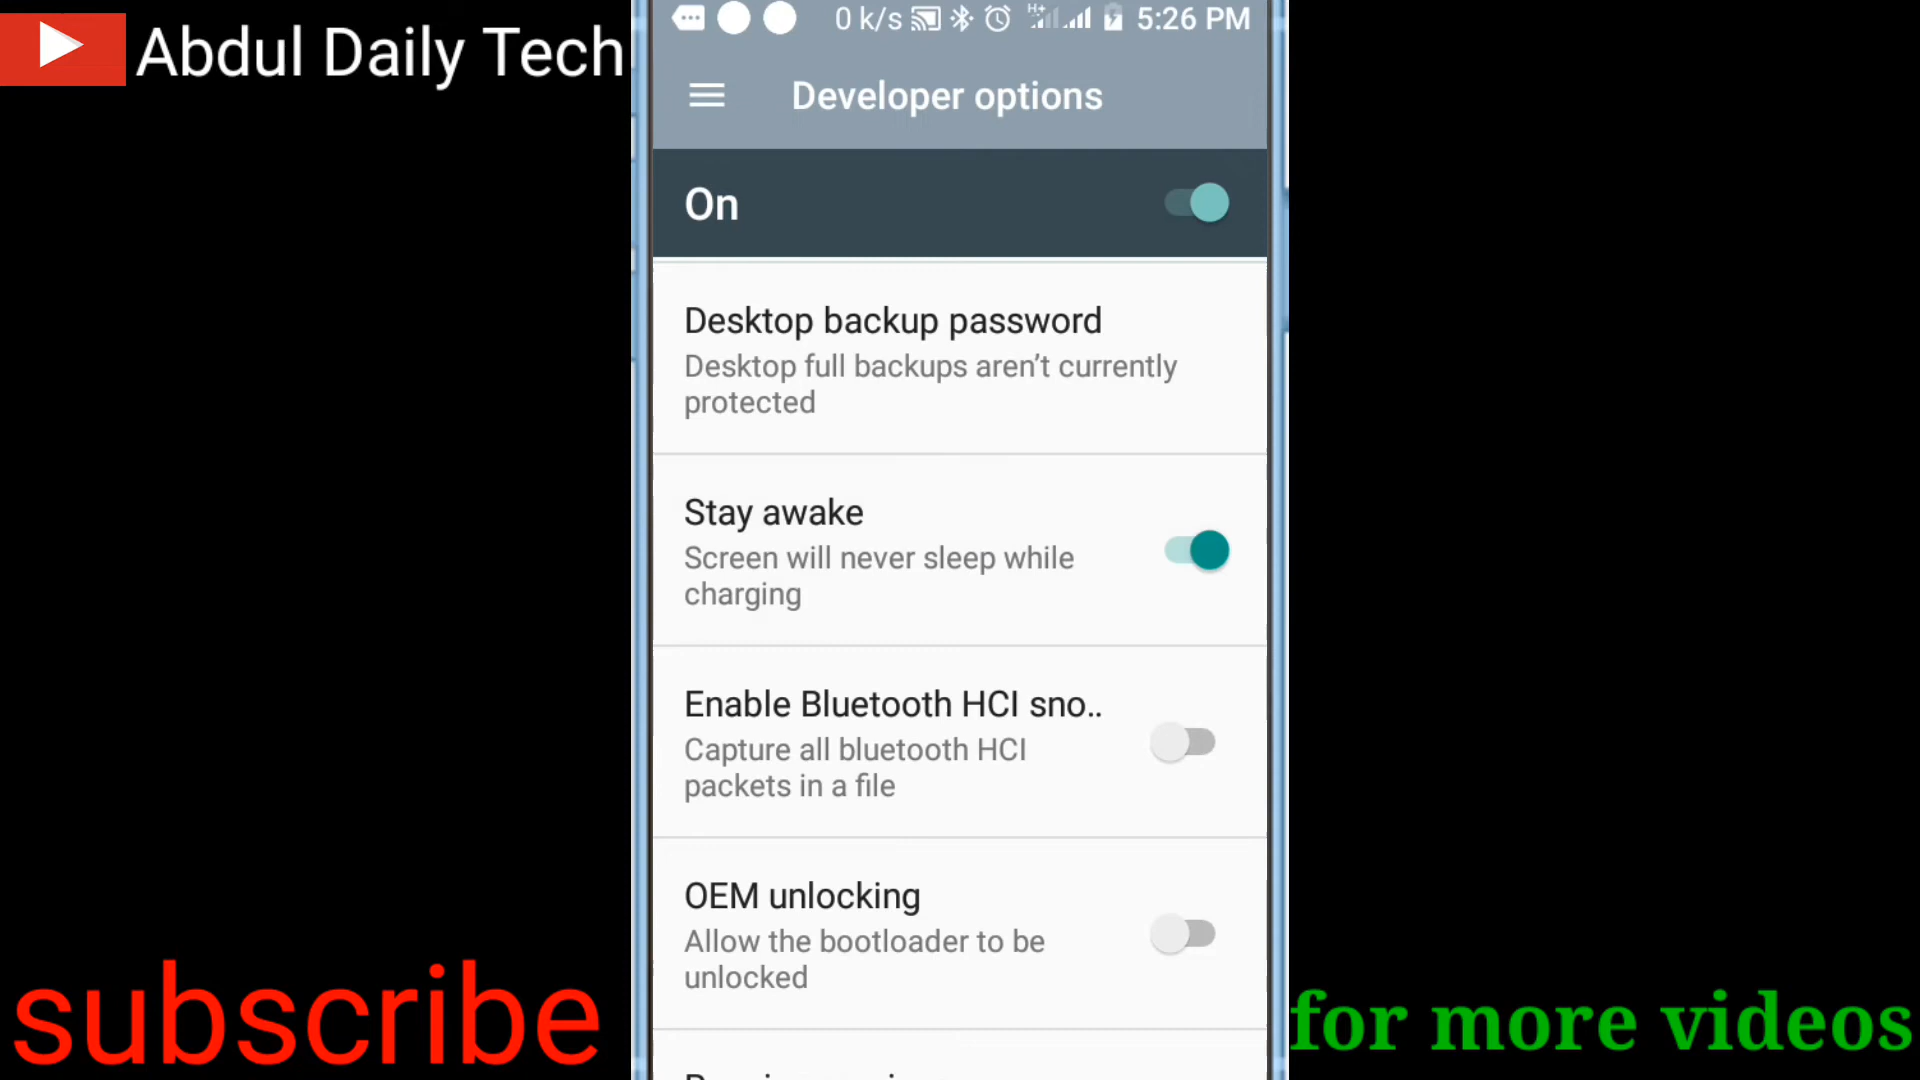 Abdul Daily Tech
0 k/s H+ 5:26 PM
Developer options
On
Desktop backup password
Desktop full backups aren’t currently
protected
Stay awake
Screen will never sleep while
charging
Enable Bluetooth HCI sno..
Capture all bluetooth HCI
packets in a file
OEM unlocking
Allow the bootloader to be
unlocked
subscribe
for more videos